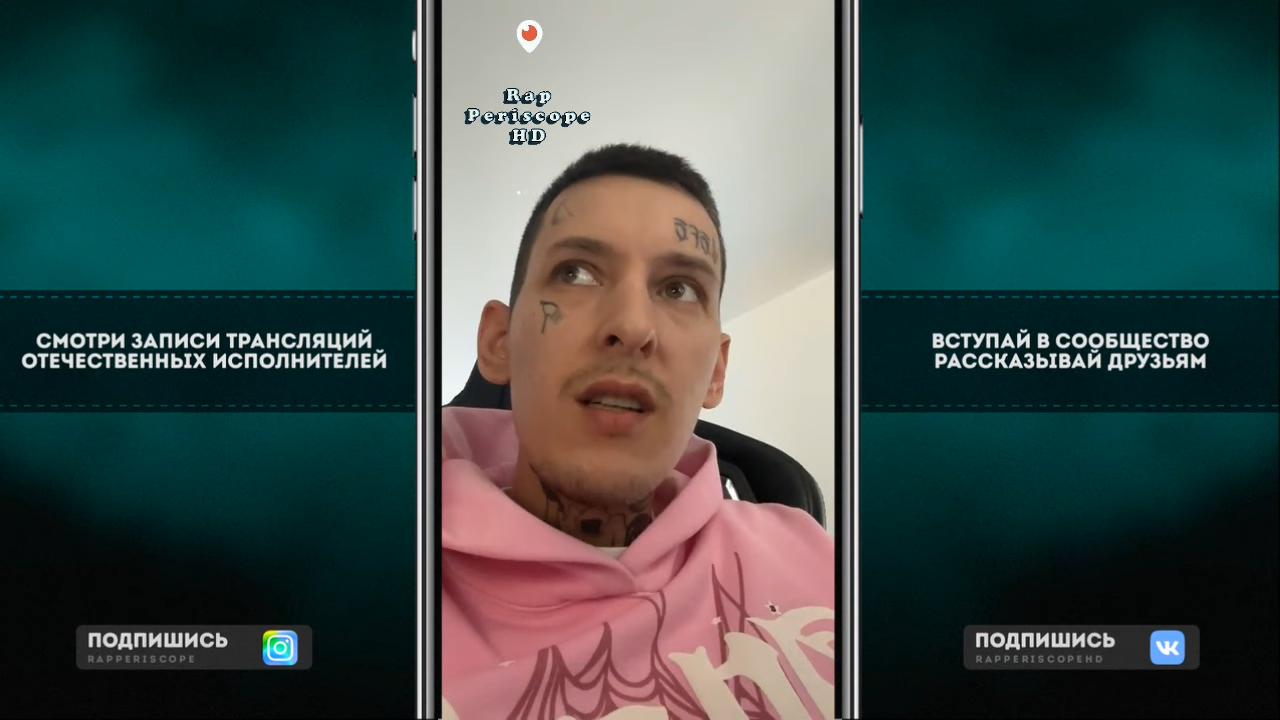 Rap
Periscope
HD
СМОТРИ ЗАПИСИ ТРАНСЛЯЦИЙ
ОТЕЧЕСТВЕННЫХ ИСПОЛНИТЕЛЕЙ
ВСТУПАЙ В СООБЩЕСТВО
РАССКАЗЫВАЙ ДРУЗЬЯМ
ПОДПИШИСЬ
RAPPERISCOPE
ПОДПИШИСЬ
RAPPERISCOPEHD